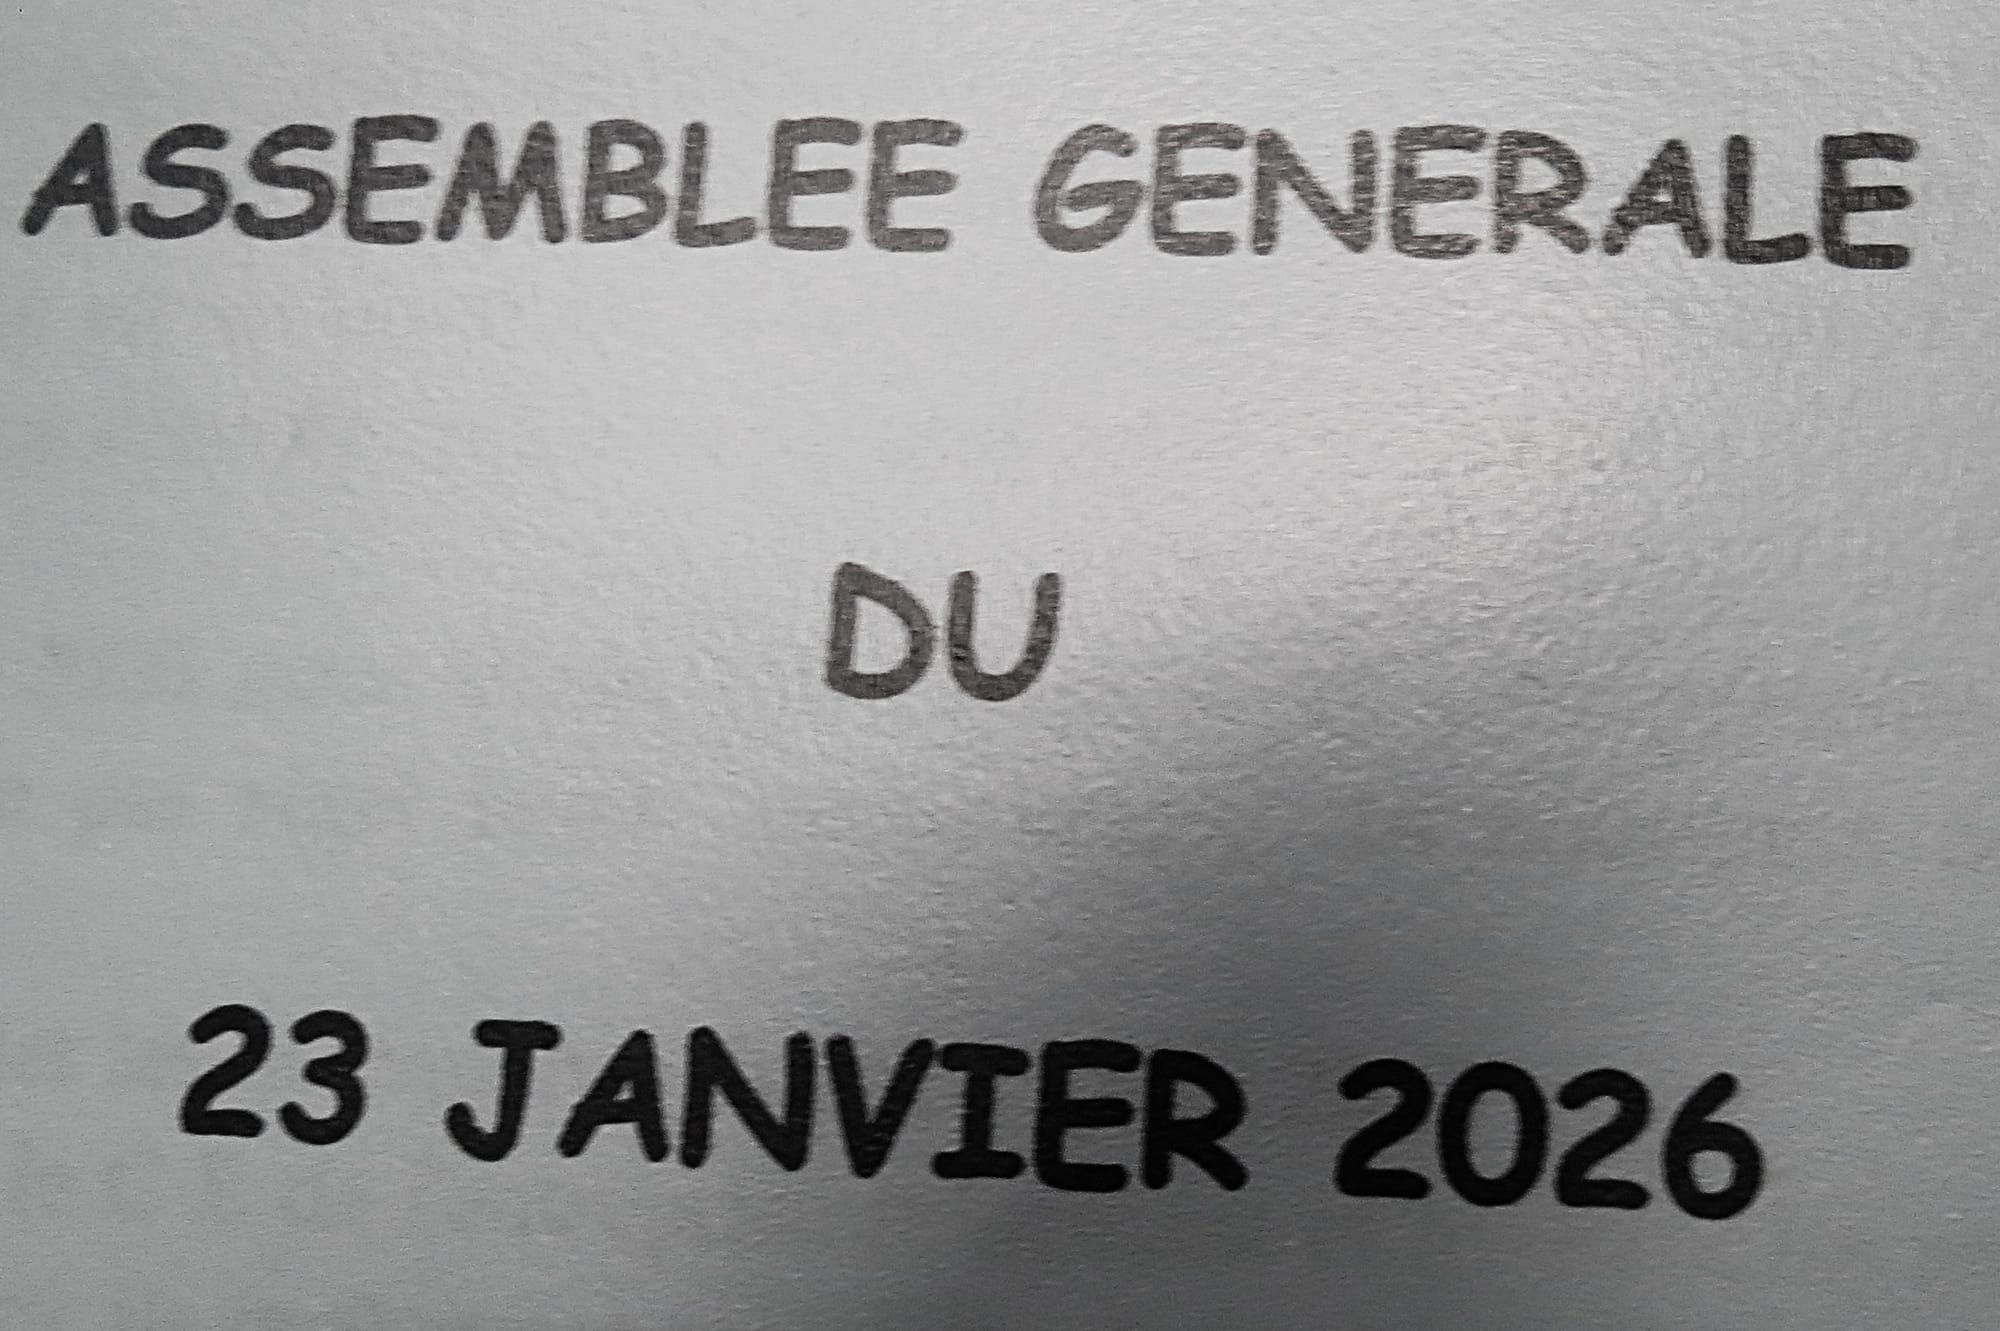 ASSEMBLEE GENERALE
DU
23 JANVIER 2026